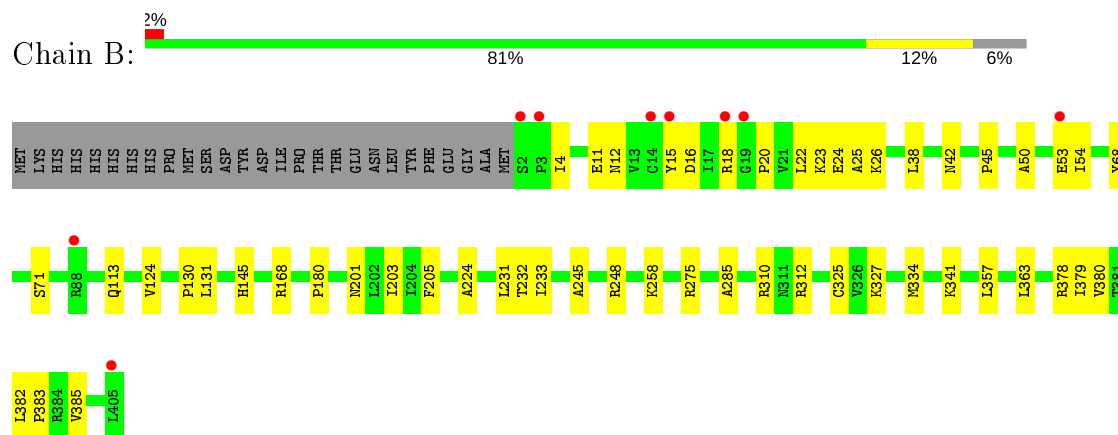 2%
Chain B:
81% 12% 6%
MET LYS HIS HIS HIS HIS HIS HIS PRO MET SER ASP TYR ASP ILE PRO THR THR GLU ASN LEU TYR PHE GLU GLY ALA MET S2 P3 I4 E11 N12 V13 C14 Y15 D16 I17 R18 G19 P20 V21 L22 K23 E24 A25 K26 L38 N42 P45 A50 E53 I54 Y68
S71 R88 Q113 V124 P130 L131 H145 R168 P180 N201 L202 I203 I204 F205 A224 L231 T232 I233 A245 R248 K258 R275 A285 R310 N311 R312 C325 V326 K327 M334 K341 L357 L363 R378 I379 V380 T381
L382 P383 R384 V385 L405